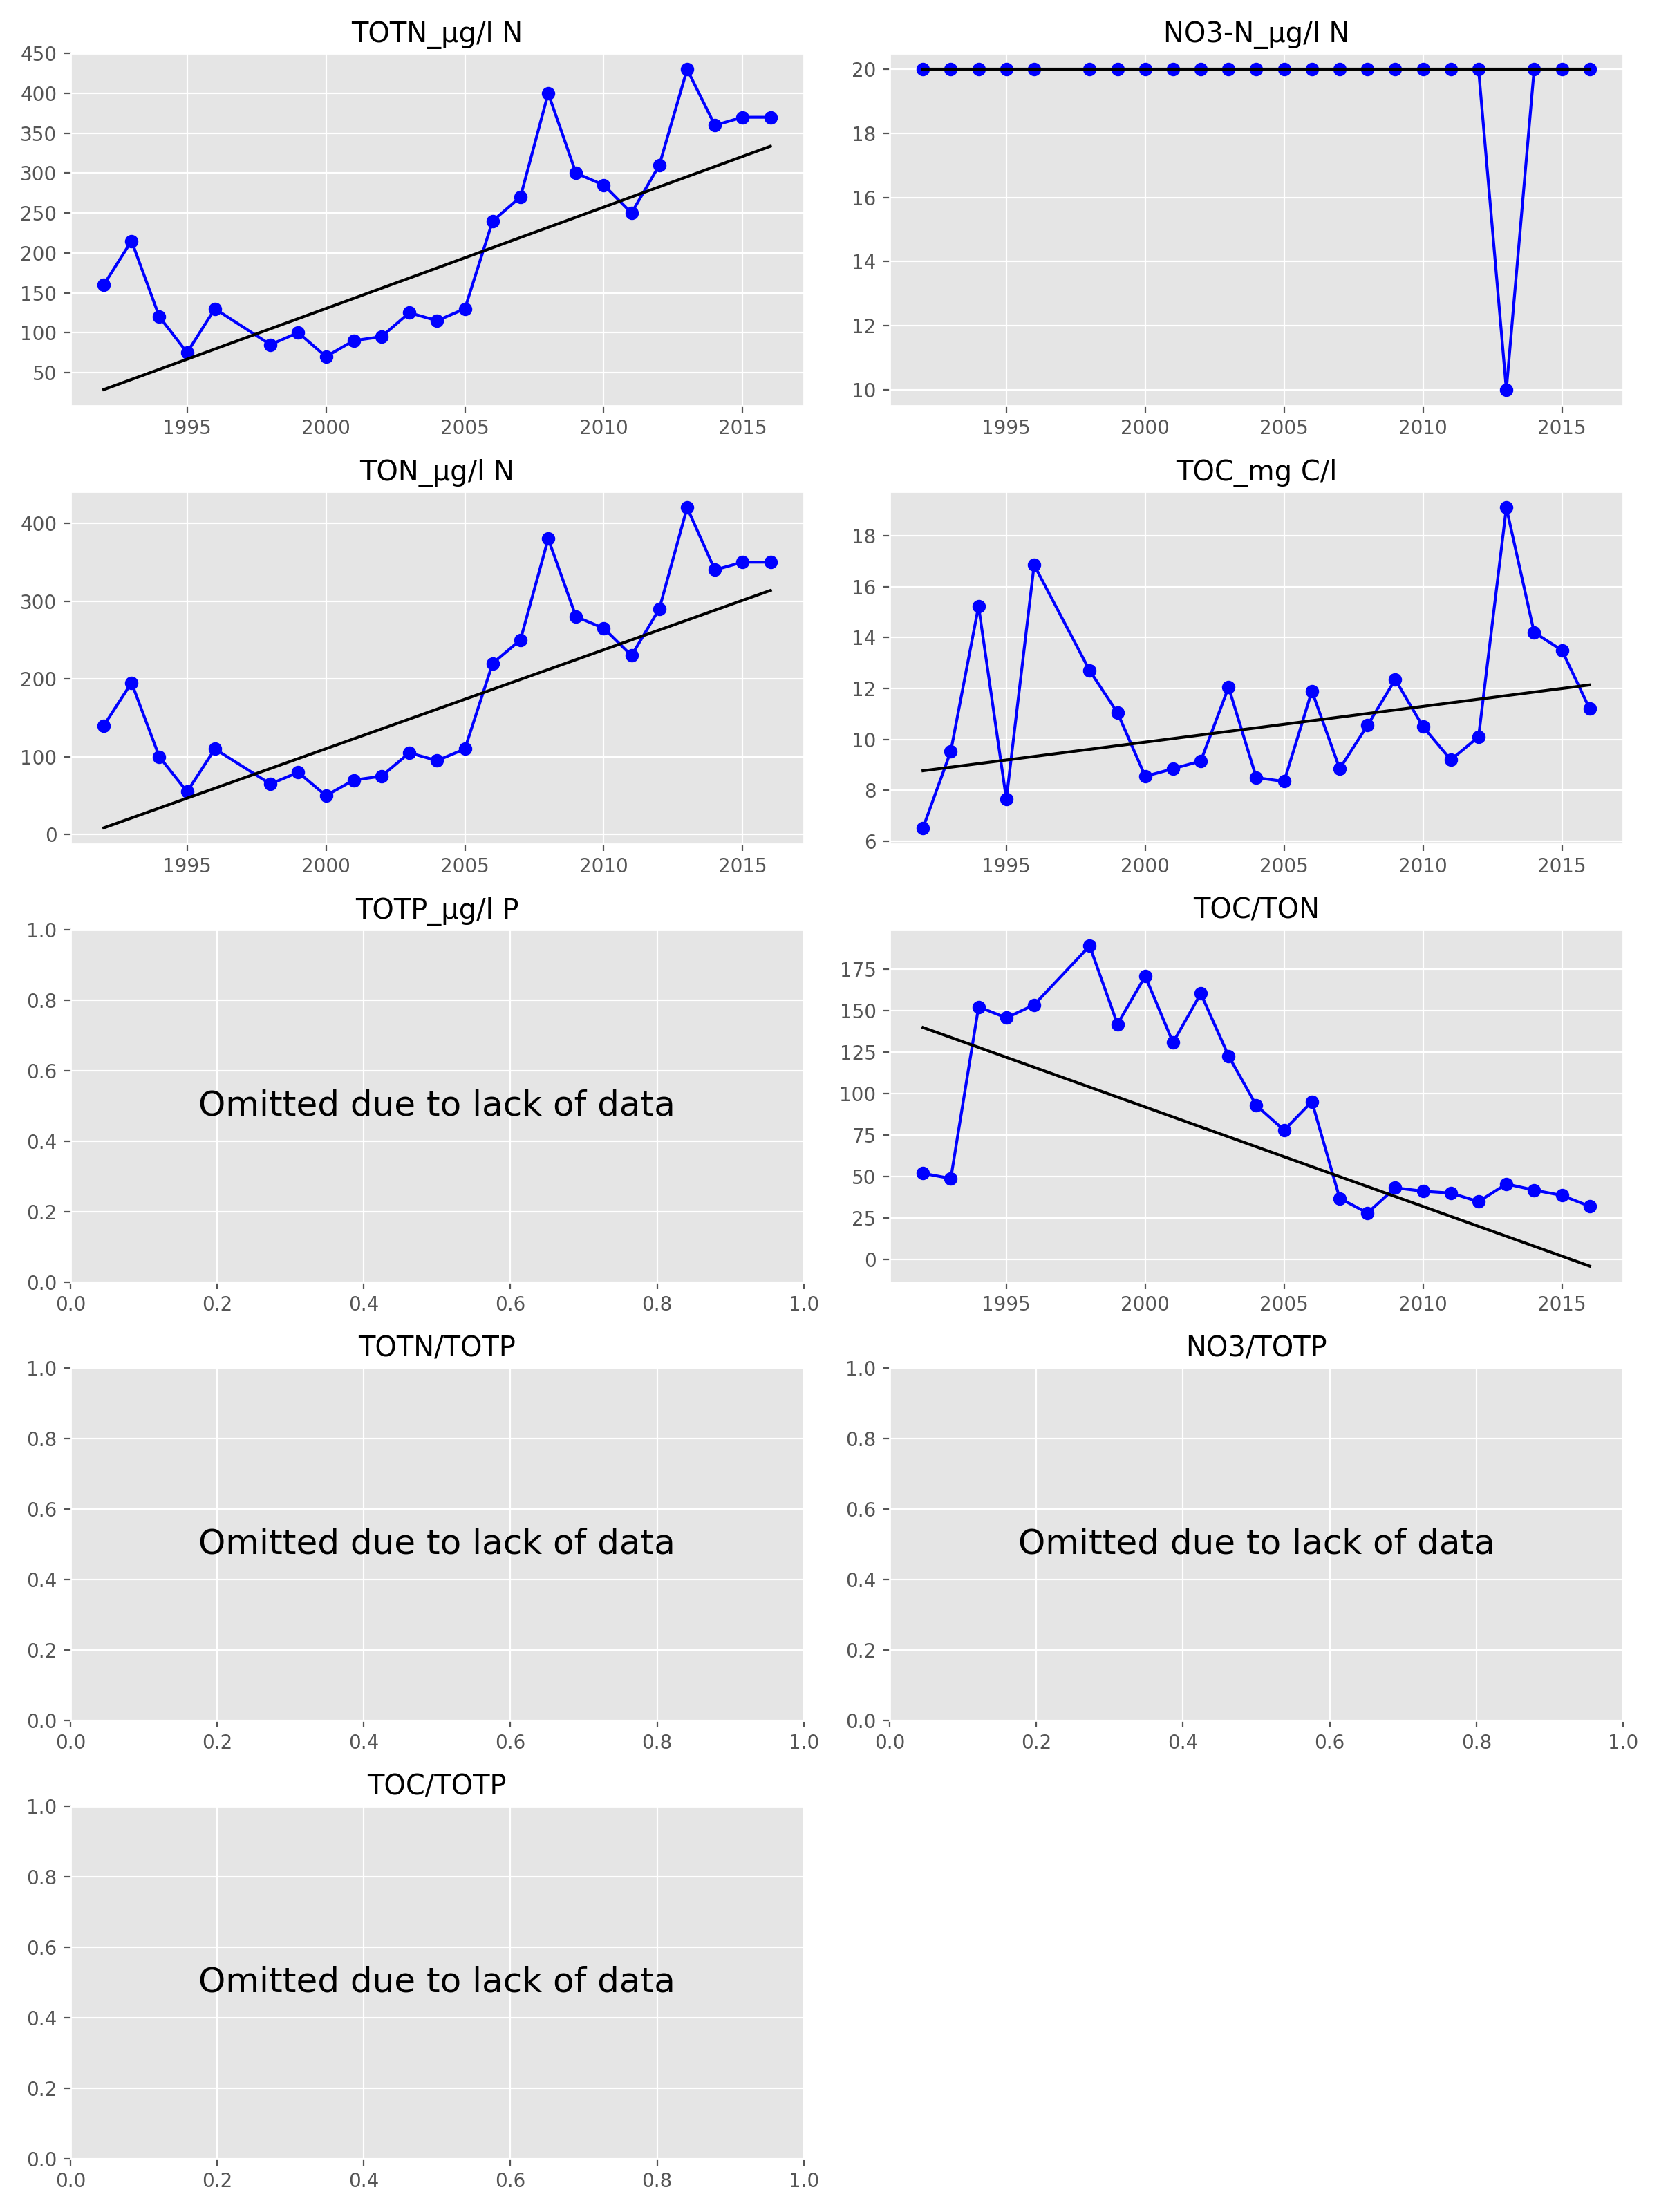 TOTN_µg/l N
450
400
350
300
250
200
150
100
50
1995 2000 2005 2010 2015
NO3-N_µg/l N
20
18
16
14
12
10
1995 2000 2005 2010 2015
TON_µg/l N
400
300
200
100
0
1995 2000 2005 2010 2015
TOC_mg C/l
18
16
14
12
10
8
6
1995 2000 2005 2010 2015
TOTP_µg/l P
1.0
0.8
0.6
Omitted due to lack of data
0.4
0.2
0.0
0.0 0.2 0.4 0.6 0.8 1.0
TOC/TON
175
150
125
100
75
50
25
0
1995 2000 2005 2010 2015
TOTN/TOTP
1.0
0.8
0.6
Omitted due to lack of data
0.4
0.2
0.0
0.0 0.2 0.4 0.6 0.8 1.0
NO3/TOTP
1.0
0.8
0.6
Omitted due to lack of data
0.4
0.2
0.0
0.0 0.2 0.4 0.6 0.8 1.0
TOC/TOTP
1.0
0.8
0.6
Omitted due to lack of data
0.4
0.2
0.0
0.0 0.2 0.4 0.6 0.8 1.0